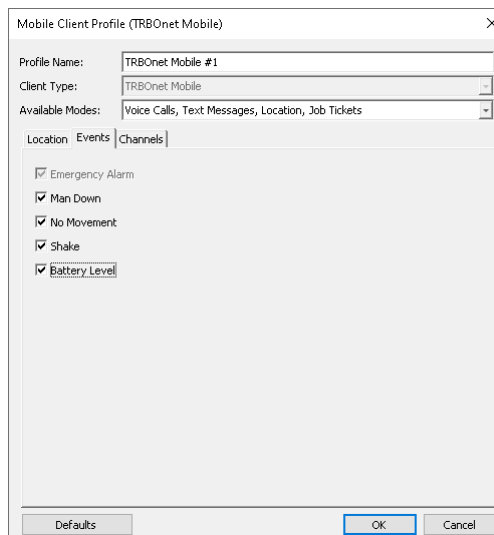 Mobile Client Profile (TRBOnet Mobile)
Profile Name: TRBOnet Mobile #1
Client Type: TRBOnet Mobile
Available Modes: Voice Calls, Text Messages, Location, Job Tickets
Location Events Channels
Emergency Alarm
Man Down
No Movement
Shake
Battery Level
Defaults OK Cancel